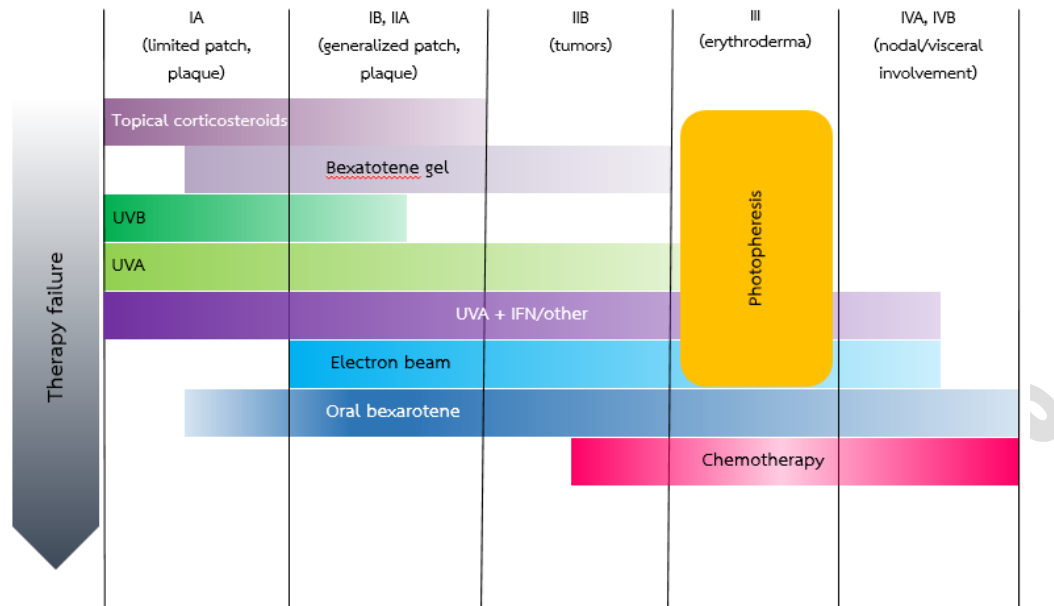 IA
(limited patch,
plaque)
IB, IIA
(generalized patch,
plaque)
IIB
(tumors)
III
(erythroderma)
IVA, IVB
(nodal/visceral
involvement)
Therapy failure
Topical corticosteroids
Bexatotene gel
UVB
UVA
UVA + IFN/other
Electron beam
Oral bexarotene
Chemotherapy
Photopheresis